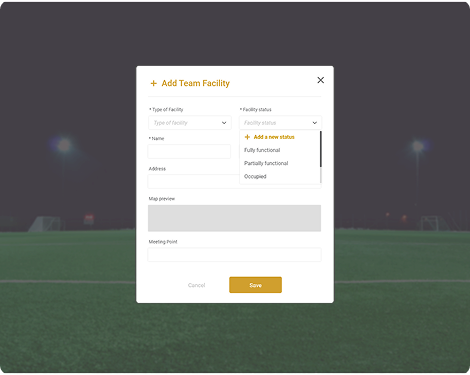 + Add Team Facility
* Type of Facility
* Facility status
Type of facility
Facility status
+ Add a new status
* Name
Fully functional
Partially functional
Address
Occupied
Map preview
Meeting Point
Cancel
Save